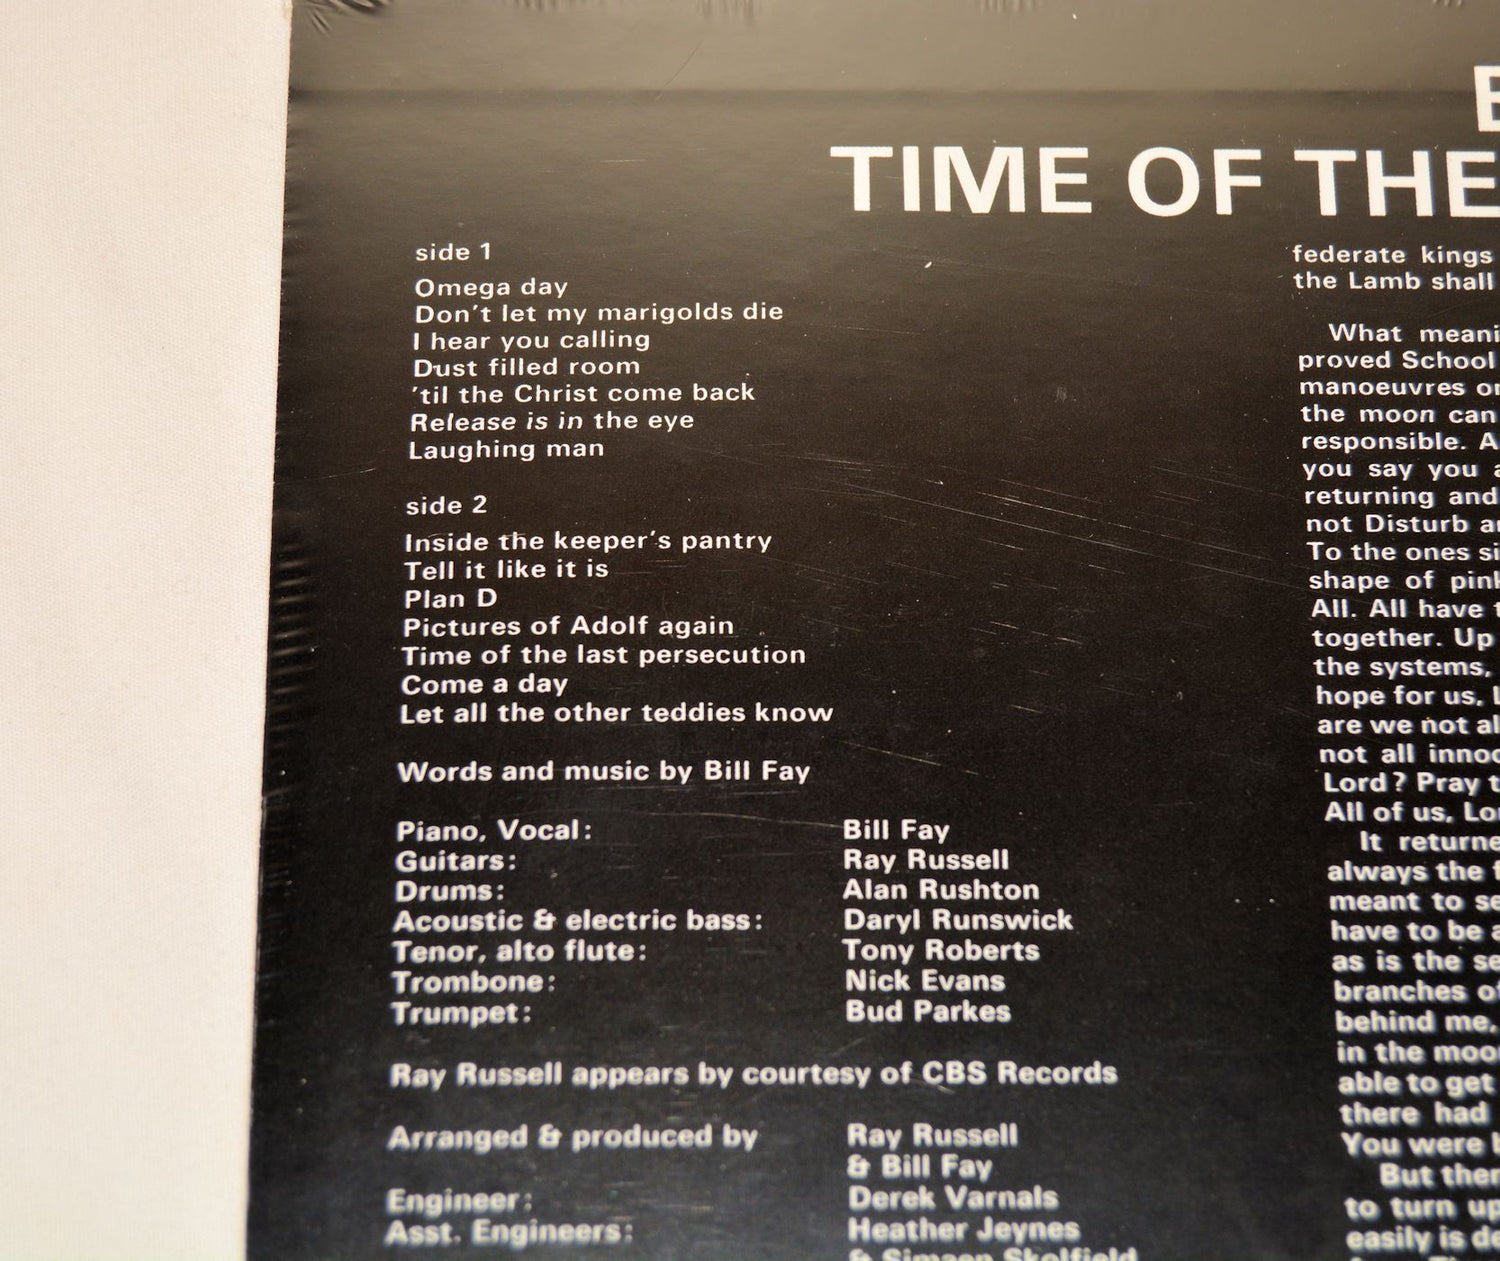 TIME OF THE
side 1
Omega day
Don't let my marigolds die
I hear you calling
Dust filled room
'til the Christ come back
Release is in the eye
Laughing man
side 2
Inside the keeper's pantry
Tell it like it is
Plan D
Pictures of Adolf again
Time of the last persecution
Come a day
Let all the other teddies know
Words and music by Bill Fay
Piano, Vocal: Bill Fay
Guitars: Ray Russell
Drums: Alan Rushton
Acoustic & electric bass: Daryl Runswick
Tenor, alto flute: Tony Roberts
Trombone: Nick Evans
Trumpet: Bud Parkes
Ray Russell appears by courtesy of CBS Records
Arranged & produced by Ray Russell
& Bill Fay
Engineer: Derek Varnals
Asst. Engineers: Heather Jeynes
& Simaen Skolfield
federate kings
the Lamb shall
What
proved School
manoeuvres
the moon can
responsible.
you say you
returning and
not Disturb
To the ones
shape of
All. All have
together. Up
the systems,
hope for us,
are we not
not all
Lord? Pray
All of us,
It
always the
meant to
have to be
as is the
branches
behind me,
in the
able to get
there had
You were
But
to turn up
easily is